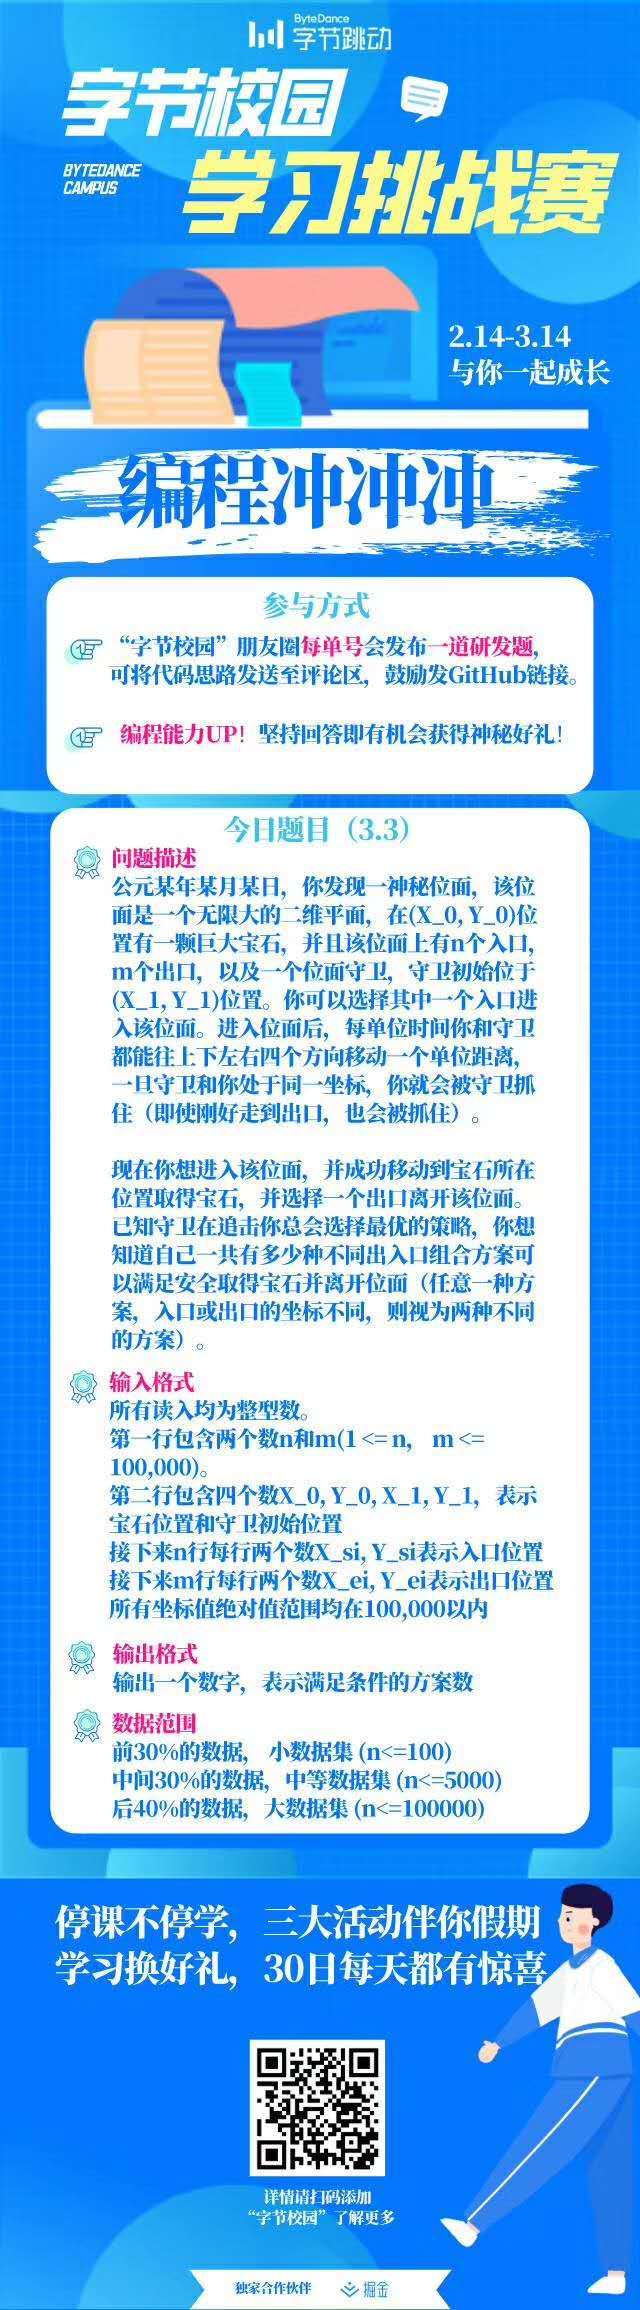 ByteDance
字节跳动
字节校园
BYTEDANCE
CAMPUS
学习挑战赛
2.14-3.14
与你一起成长
编程冲冲冲
参与方式
“字节校园”朋友圈每单号会发布一道研发题，
可将代码思路发送至评论区，鼓励发GitHub链接。
编程能力UP！坚持回答即有机会获得神秘好礼！
今日题目（3.3）
问题描述
公元某年某月某日，你发现一神秘位面，该位
面是一个无限大的二维平面，在(X_0, Y_0)位
置有一颗巨大宝石，并且该位面上有n个入口，
m个出口，以及一个位面守卫，守卫初始位于
(X_1, Y_1)位置。你可以选择其中一个入口进
入该位面。进入位面后，每单位时间你和守卫
都能往上下左右四个方向移动一个单位距离，
一旦守卫和你处于同一坐标，你就会被守卫抓
住（即使刚好走到出口，也会被抓住）。
现在你想进入该位面，并成功移动到宝石所在
位置取得宝石，并选择一个出口离开该位面。
已知守卫在追击你总会选择最优的策略，你想
知道自己一共有多少种不同出入口组合方案可
以满足安全取得宝石并离开位面（任意一种方
案，入口或出口的坐标不同，则视为两种不同
的方案）。
输入格式
所有读入均为整型数。
第一行包含两个数n和m(1 <= n, m <=
100,000)。
第二行包含四个数X_0, Y_0, X_1, Y_1，表示
宝石位置和守卫初始位置
接下来n行每行两个数X_si, Y_si表示入口位置
接下来m行每行两个数X_ei, Y_ei表示出口位置
所有坐标值绝对值范围均在100,000以内
输出格式
输出一个数字，表示满足条件的方案数
数据范围
前30%的数据， 小数据集 (n<=100)
中间30%的数据，中等数据集 (n<=5000)
后40%的数据，大数据集 (n<=100000)
停课不停学，三大活动伴你假期
学习换好礼，30日每天都有惊喜
详情请扫码添加
“字节校园”了解更多
独家合作伙伴 掘金